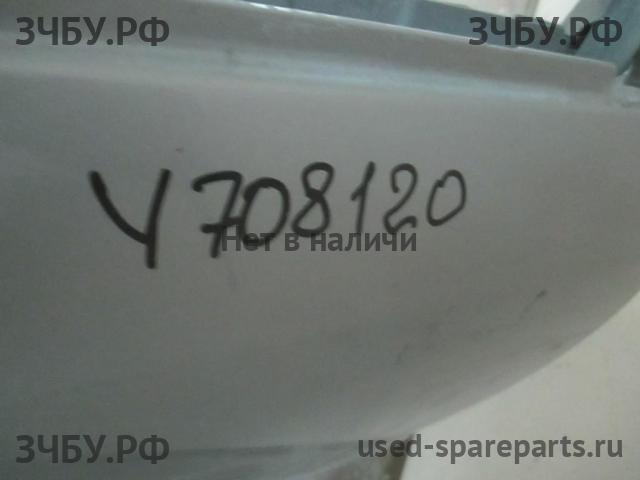 ЗЧБУ.РФ ЗЧБУ.РФ
Ч708120
Нет в наличи
ЗЧБУ.РФ used-spareparts.ru